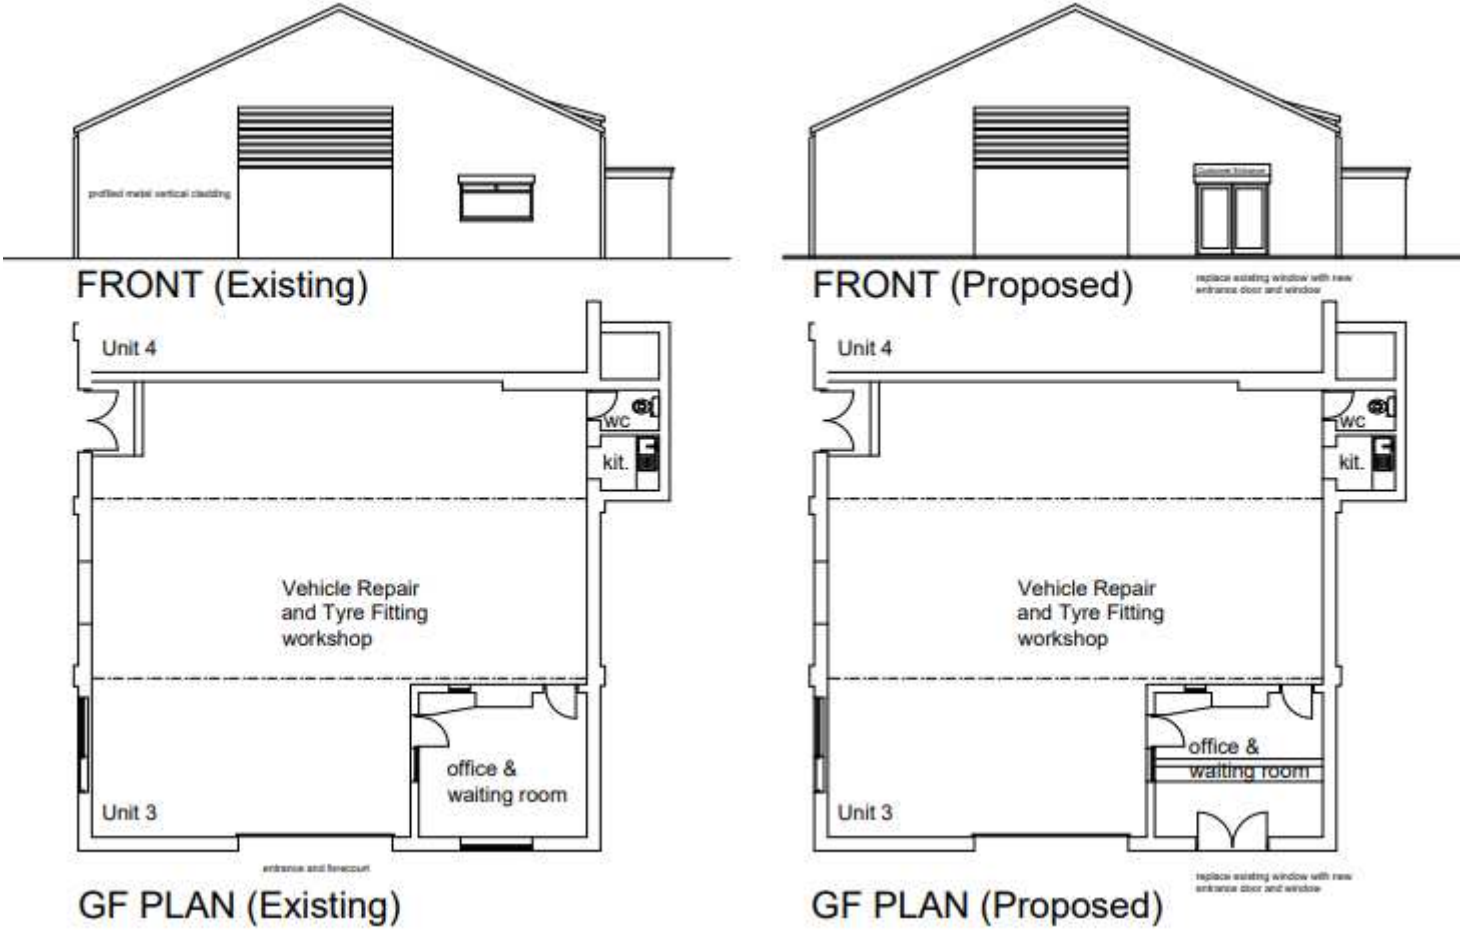 profiled metal vertical cladding
Customer Entrance
FRONT (Existing)
FRONT (Proposed)
replace existing window with new
entrance door and window
Unit 4
WC
kit.
Vehicle Repair
and Tyre Fitting
workshop
office &
waiting room
Unit 3
entrance and forecourt
GF PLAN (Existing)
Unit 4
WC
kit.
Vehicle Repair
and Tyre Fitting
workshop
office &
waiting room
Unit 3
replace existing window with new
entrance door and window
GF PLAN (Proposed)